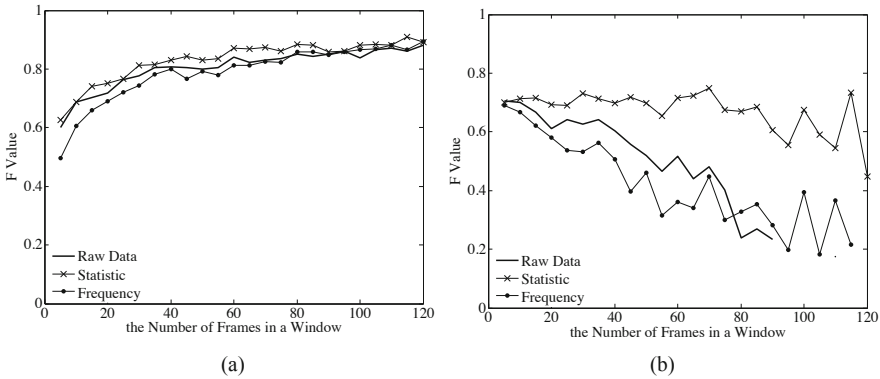 1
0.8
0.6
0.4
0.2
0
F Value
Raw Data
Statistic
Frequency
0 20 40 60 80 100 120
the Number of Frames in a Window
(a)
1
0.8
0.6
0.4
0.2
0
F Value
Raw Data
Statistic
Frequency
0 20 40 60 80 100 120
the Number of Frames in a Window
(b)